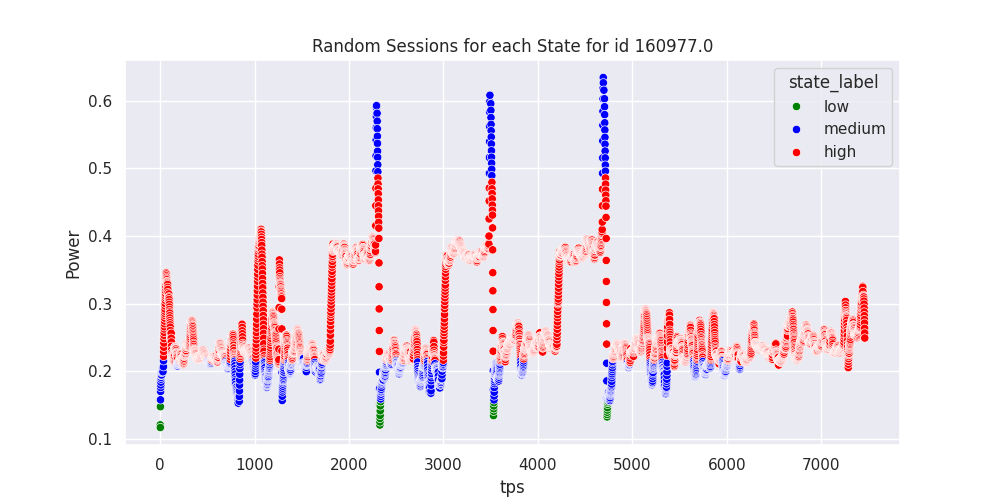 Random Sessions for each State for id 160977.0
state_label
low
medium
high
Power
0.6
0.5
0.4
0.3
0.2
0.1
0 1000 2000 3000 4000 5000 6000 7000
tps